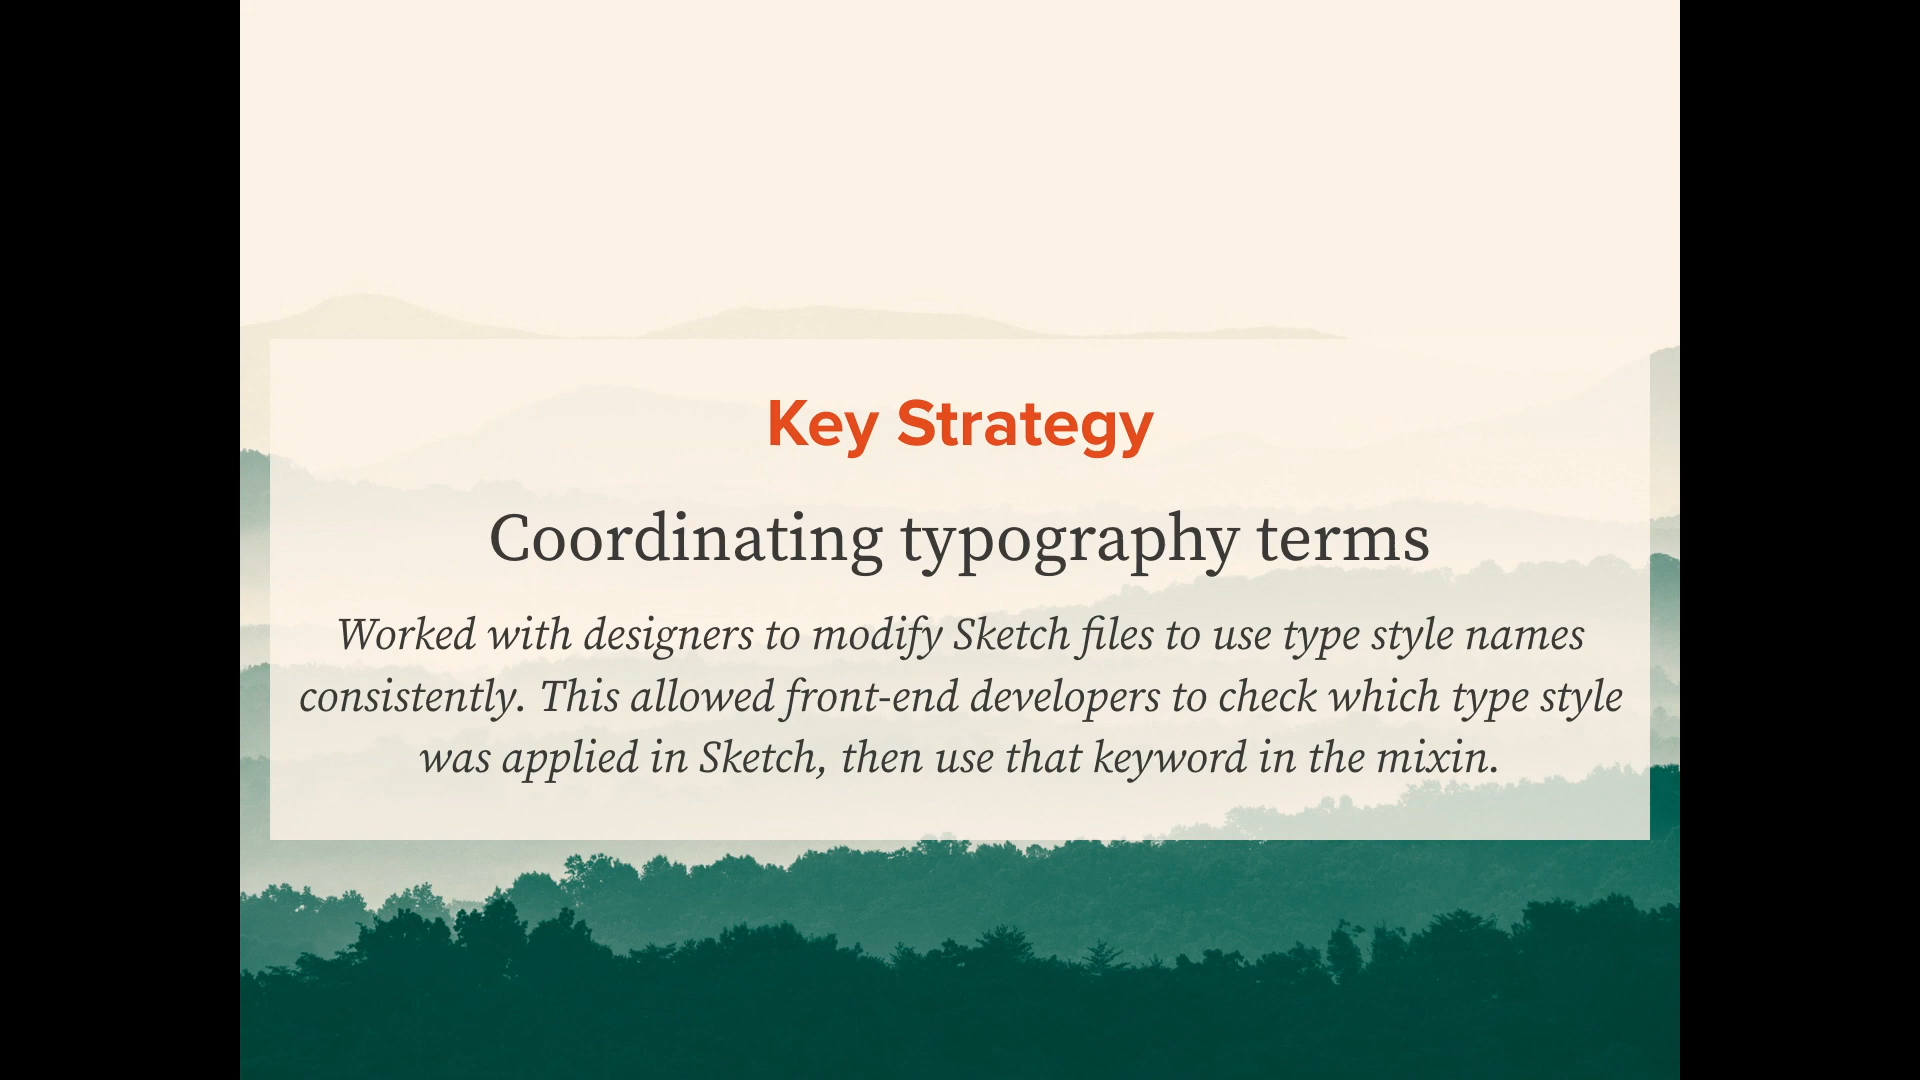 Key Strategy
Coordinating typography terms
Worked with designers to modify Sketch files to use type style names
consistently. This allowed front-end developers to check which type style
was applied in Sketch, then use that keyword in the mixin.